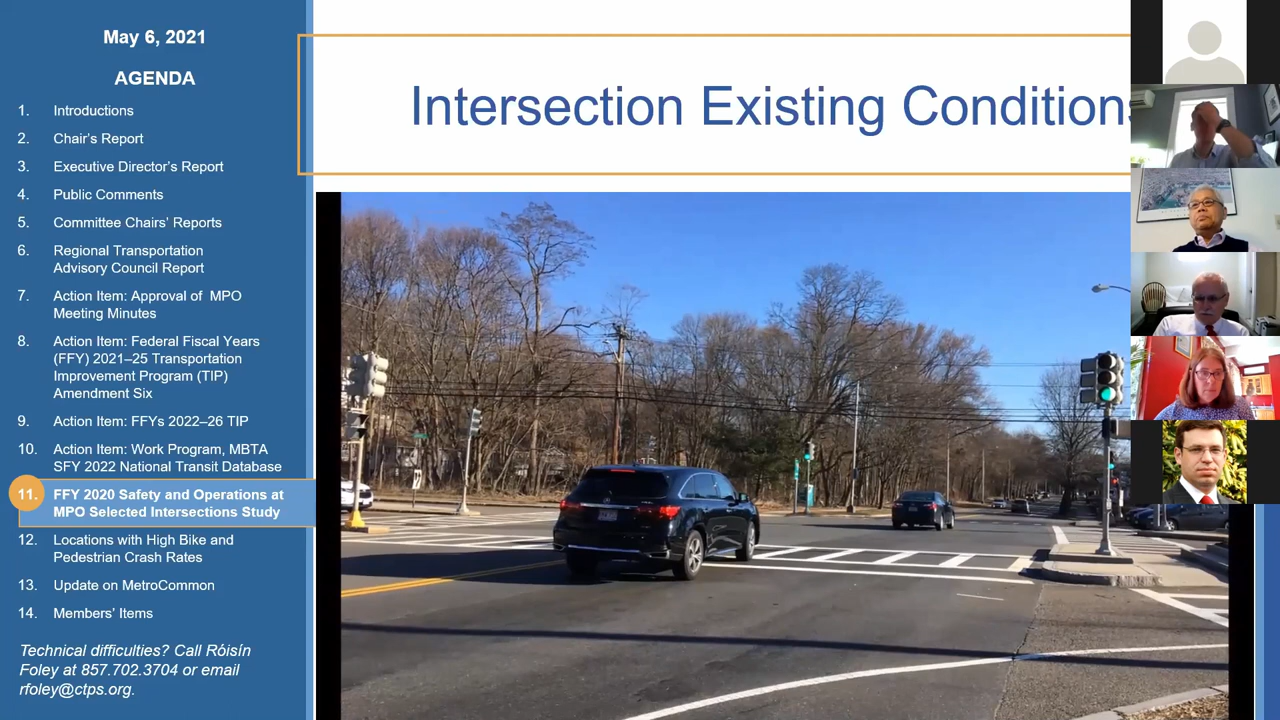 May 6, 2021
AGENDA
1. Introductions
2. Chair's Report
3. Executive Director's Report
4. Public Comments
5. Committee Chairs' Reports
6. Regional Transportation
Advisory Council Report
7. Action Item: Approval of MPO
Meeting Minutes
8. Action Item: Federal Fiscal Years
(FFY) 2021–25 Transportation
Improvement Program (TIP)
Amendment Six
9. Action Item: FFYs 2022–26 TIP
10. Action Item: Work Program, MBTA
SFY 2022 National Transit Database
11. FFY 2020 Safety and Operations at
MPO Selected Intersections Study
12. Locations with High Bike and
Pedestrian Crash Rates
13. Update on MetroCommon
14. Members' Items
Technical difficulties? Call Róisín
Foley at 857.702.3704 or email
rfoley@ctps.org.
Intersection Existing Conditions